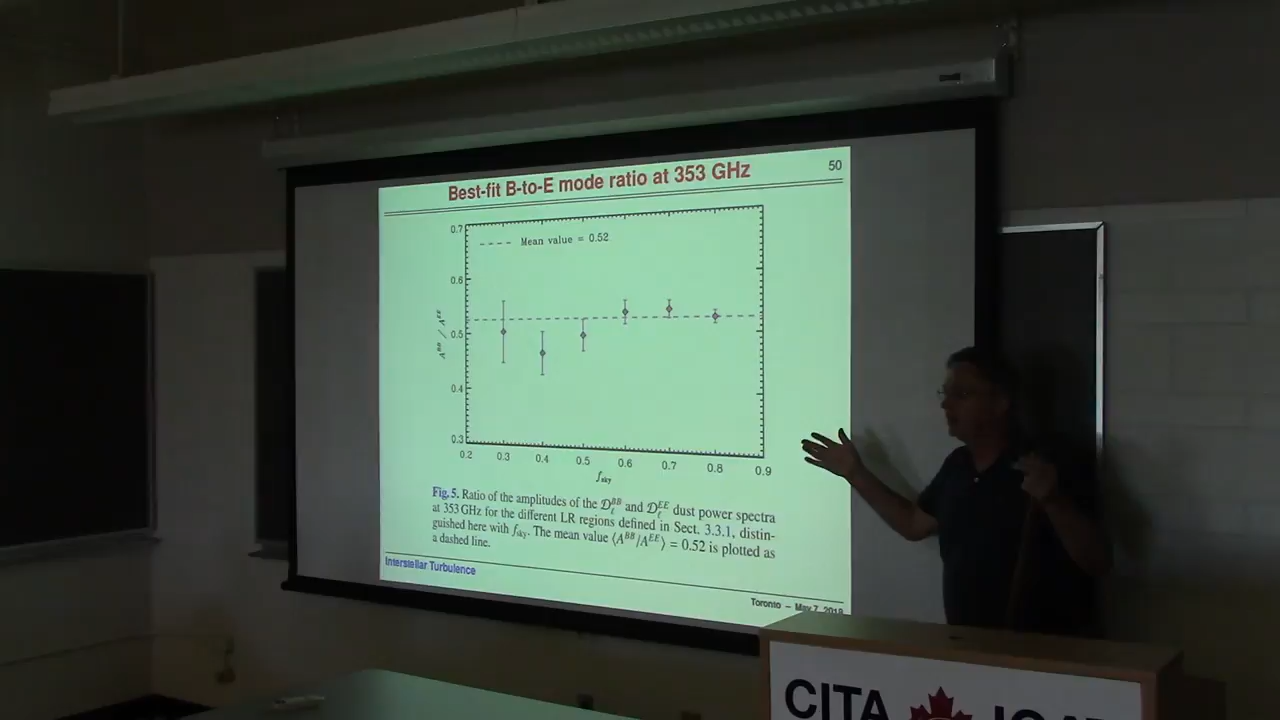 Best-fit B-to-E mode ratio at 353 GHz
50
0.7
0.6
0.5
0.4
0.3
Mean value = 0.52
A^BB / A^EE
0.2 0.3 0.4 0.5 0.6 0.7 0.8 0.9
f_sky
Fig. 5. Ratio of the amplitudes of the D_ℓ^BB and D_ℓ^EE dust power spectra
at 353 GHz for the different LR regions defined in Sect. 3.3.1, distin-
guished here with f_sky. The mean value ⟨A^BB/A^EE⟩ = 0.52 is plotted as
a dashed line.
Interstellar Turbulence
Toronto – May 7, 2018
CITA